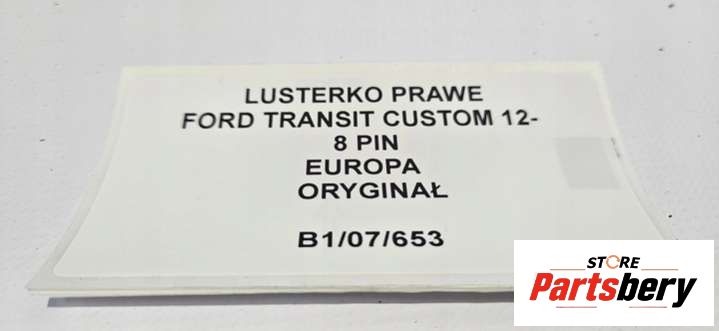 LUSTERKO PRAWE
FORD TRANSIT CUSTOM 12-
8 PIN
EUROPA
ORYGINAŁ
B1/07/653
STORE
Partsbery